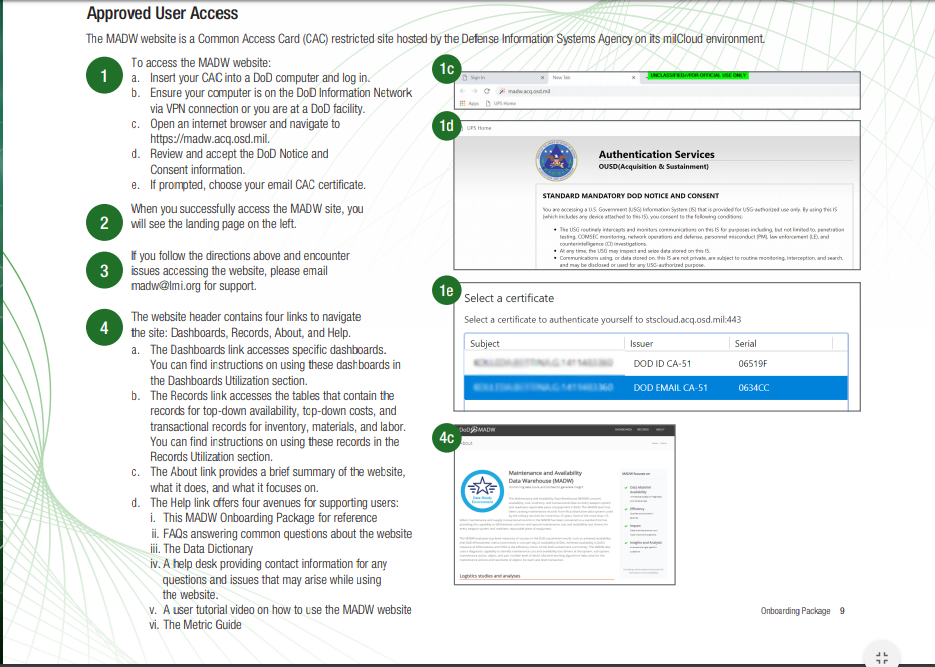 Approved User Access
The MADW website is a Common Access Card (CAC) restricted site hosted by the Defense Information Systems Agency on its milCloud environment.
1
To access the MADW website:
a. Insert your CAC into a DoD computer and log in.
b. Ensure your computer is on the DoD Information Network
via VPN connection or you are at a DoD facility.
c. Open an internet browser and navigate to
https://madw.acq.osd.mil.
d. Review and accept the DoD Notice and
Consent information.
e. If prompted, choose your email CAC certificate.
2
When you successfully access the MADW site, you
will see the landing page on the left.
3
If you follow the directions above and encounter
issues accessing the website, please email
madw@lmi.org for support.
4
The website header contains four links to navigate
the site: Dashboards, Records, About, and Help.
a. The Dashboards link accesses specific dashboards.
You can find instructions on using these dashboards in
the Dashboards Utilization section.
b. The Records link accesses the tables that contain the
records for top-down availability, top-down costs, and
transactional records for inventory, materials, and labor.
You can find instructions on using these records in the
Records Utilization section.
c. The About link provides a brief summary of the website,
what it does, and what it focuses on.
d. The Help link offers four avenues for supporting users:
i. This MADW Onboarding Package for reference
ii. FAQs answering common questions about the website
iii. The Data Dictionary
iv. A help desk providing contact information for any
questions and issues that may arise while using
the website.
v. A user tutorial video on how to use the MADW website
vi. The Metric Guide
1c
Sign In
New Tab
UNCLASSIFIED//FOR OFFICIAL USE ONLY
madw.acq.osd.mil
Apps UPS Home
1d
UPS Home
Authentication Services
OUSD(Acquisition & Sustainment)
STANDARD MANDATORY DOD NOTICE AND CONSENT
You are accessing a U.S. Government (USG) Information System (IS) that is provided for USG-authorized use only. By using this IS
(which includes any device attached to this IS), you consent to the following conditions:
• The USG routinely intercepts and monitors communications on this IS for purposes including, but not limited to, penetration
testing, COMSEC monitoring, network operations and defense, personnel misconduct (PM), law enforcement (LE), and
counterintelligence (CI) investigations.
• At any time, the USG may inspect and seize data stored on this IS.
• Communications using, or data stored on, this IS are not private, are subject to routine monitoring, interception, and search,
and may be disclosed or used for any USG-authorized purpose.
1e
Select a certificate
Select a certificate to authenticate yourself to stscloud.acq.osd.mil:443
Subject Issuer Serial
DOD ID CA-51 06519F
DOD EMAIL CA-51 0634CC
4c
MADW
About
Maintenance and Availability
Data Warehouse (MADW)
MADW focuses on
Data Maintenance
Availability
Efficiency
Impact
Insights and Analysis
Logistics studies and analyses
Onboarding Package 9